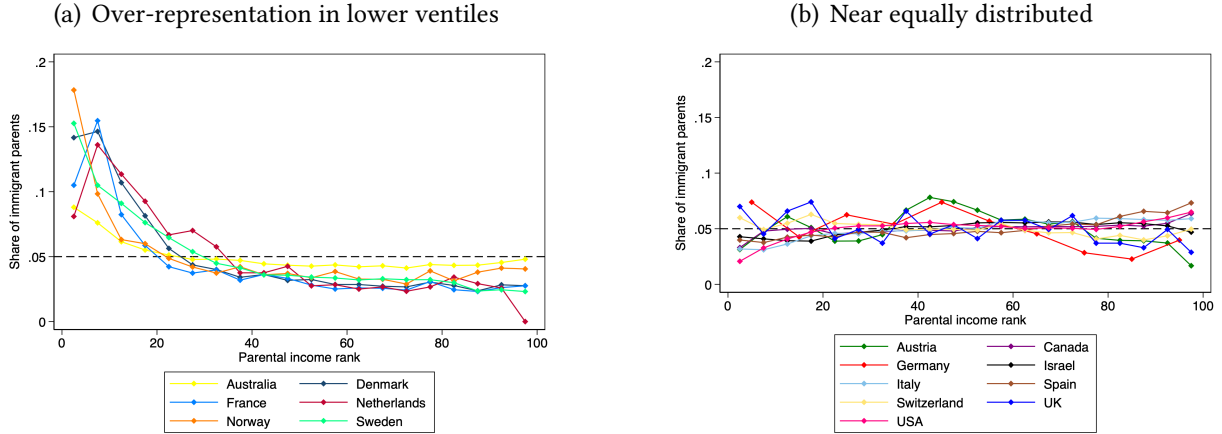 (a) Over-representation in lower ventiles
.2
.15
.1
.05
0
Share of immigrant parents
0 20 40 60 80 100
Parental income rank
Australia Denmark
France Netherlands
Norway Sweden
(b) Near equally distributed
.2
.15
.1
.05
0
Share of immigrant parents
0 20 40 60 80 100
Parental income rank
Austria Canada
Germany Israel
Italy Spain
Switzerland UK
USA